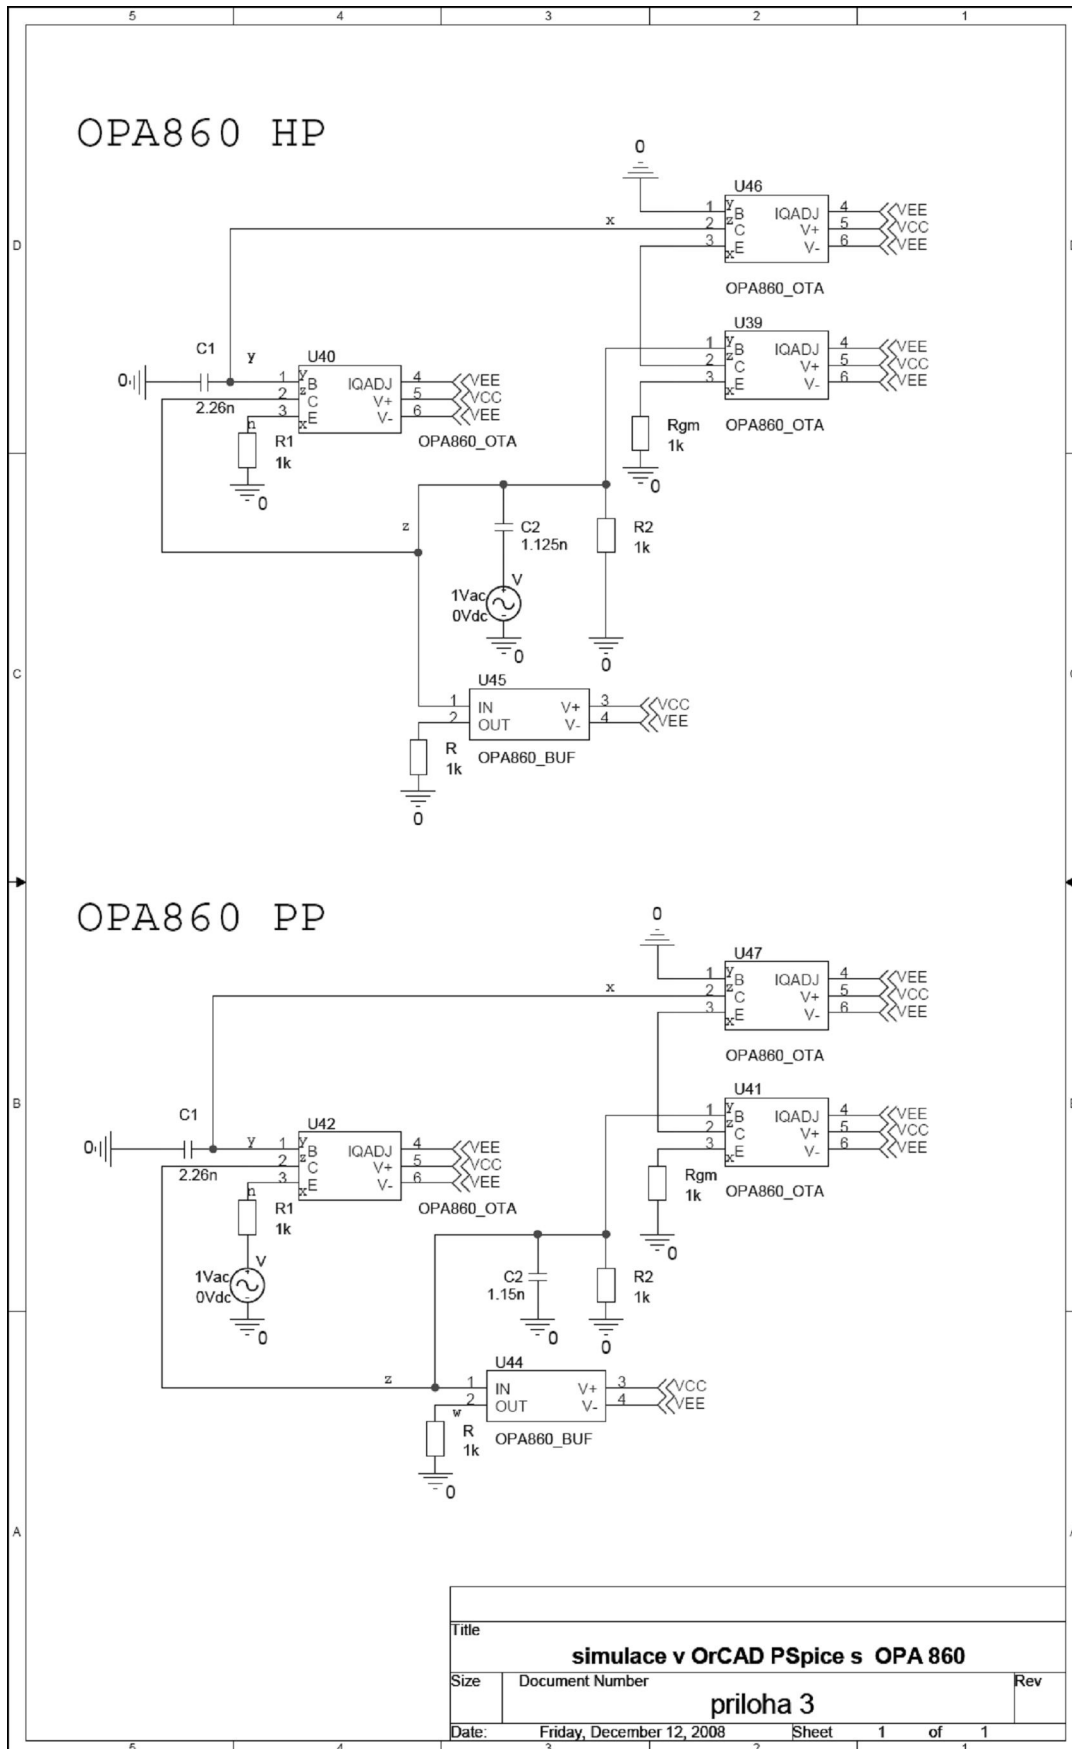 5 4 3 2 1
OPA860 HP
0
U46
1 y B IQADJ 4 VEE
x 2 z C V+ 5 VCC
3 x E V- 6 VEE
D
OPA860_OTA
U39
1 y B IQADJ 4 VEE
2 z C V+ 5 VCC
3 x E V- 6 VEE
OPA860_OTA
C1 y U40
0 1 y B IQADJ 4 VEE
2.26n 2 z C V+ 5 VCC
n 3 x E V- 6 VEE
R1
1k
OPA860_OTA
0
Rgm
1k
0
z C2
1.125n
R2
1k
V
1Vac
0Vdc
0 0
C
U45
1 IN V+ 3 VCC
2 OUT V- 4 VEE
R
1k
OPA860_BUF
0
OPA860 PP
0
U47
1 y B IQADJ 4 VEE
x 2 z C V+ 5 VCC
3 x E V- 6 VEE
OPA860_OTA
U41
B
1 y B IQADJ 4 VEE
2 z C V+ 5 VCC
3 x E V- 6 VEE
OPA860_OTA
C1 U42
0 y 1 y B IQADJ 4 VEE
2.26n 2 z C V+ 5 VCC
n 3 x E V- 6 VEE
R1
1k
OPA860_OTA
Rgm
1k
0
V
1Vac
0Vdc
0
C2
1.15n
0
R2
1k
0
U44
z 1 IN V+ 3 VCC
w 2 OUT V- 4 VEE
R
1k
OPA860_BUF
0
A
Title
simulace v OrCAD PSpice s OPA 860
Size Document Number Rev
priloha 3
Date: Friday, December 12, 2008 Sheet 1 of 1
5 4 3 2 1